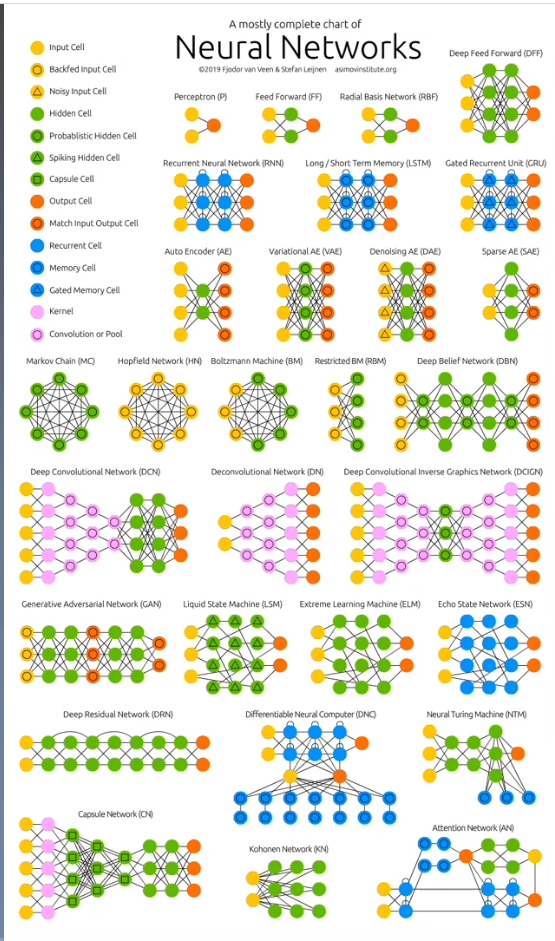 A mostly complete chart of
Neural Networks
©2019 Fjodor van Veen & Stefan Leijnen asimovinstitute.org
Input Cell
Backfed Input Cell
Noisy Input Cell
Hidden Cell
Probablistic Hidden Cell
Spiking Hidden Cell
Capsule Cell
Output Cell
Match Input Output Cell
Recurrent Cell
Memory Cell
Gated Memory Cell
Kernel
Convolution or Pool
Deep Feed Forward (DFF)
Perceptron (P)
Feed Forward (FF)
Radial Basis Network (RBF)
Recurrent Neural Network (RNN)
Long / Short Term Memory (LSTM)
Gated Recurrent Unit (GRU)
Auto Encoder (AE)
Variational AE (VAE)
Denoising AE (DAE)
Sparse AE (SAE)
Markov Chain (MC)
Hopfield Network (HN)
Boltzmann Machine (BM)
Restricted BM (RBM)
Deep Belief Network (DBN)
Deep Convolutional Network (DCN)
Deconvolutional Network (DN)
Deep Convolutional Inverse Graphics Network (DCIGN)
Generative Adversarial Network (GAN)
Liquid State Machine (LSM)
Extreme Learning Machine (ELM)
Echo State Network (ESN)
Deep Residual Network (DRN)
Differentiable Neural Computer (DNC)
Neural Turing Machine (NTM)
Capsule Network (CN)
Kohonen Network (KN)
Attention Network (AN)